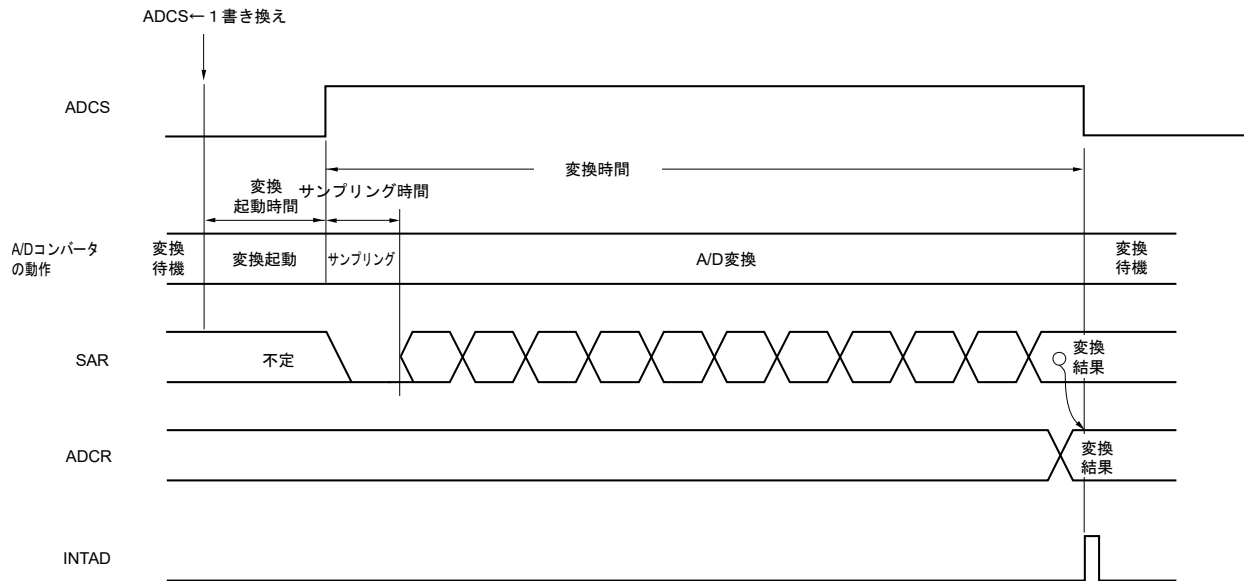 ADCS←1書き換え
ADCS
変換時間
変換
起動時間
サンプリング時間
A/Dコンバータ
の動作
変換
待機
変換起動
サンプリング
A/D変換
変換
待機
SAR
不定
変換
結果
ADCR
変換
結果
INTAD